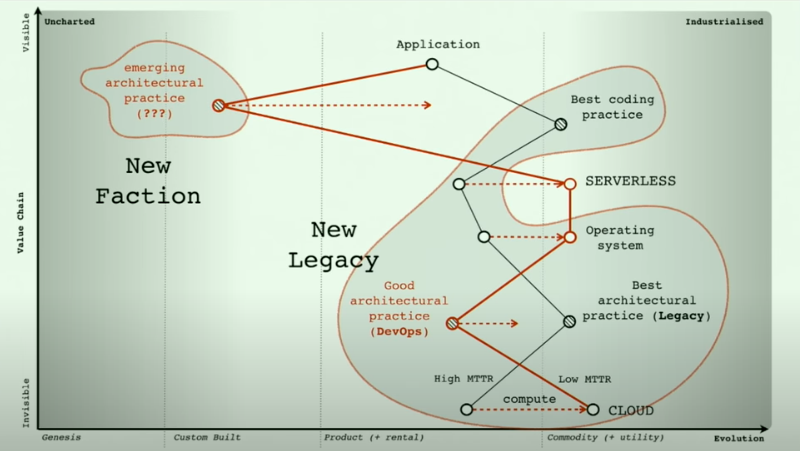 Visible
Uncharted
Industrialised
Application
emerging
architectural
practice
(???)
Best coding
practice
New
Faction
SERVERLESS
Value Chain
New
Legacy
Operating
system
Good
architectural
practice
(DevOps)
Best
architectural
practice (Legacy)
High MTTR
Low MTTR
compute
CLOUD
Invisible
Genesis
Custom Built
Product (+ rental)
Commodity (+ utility)
Evolution